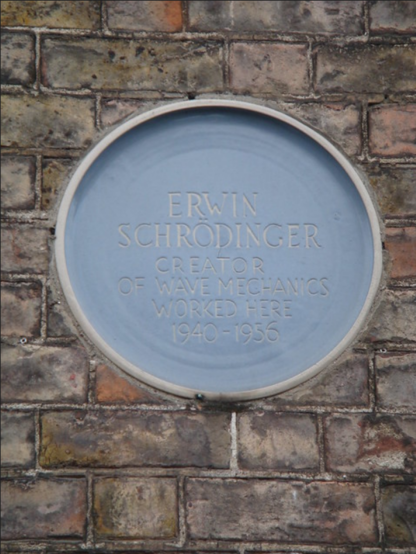 ERWIN
SCHRÖDINGER
CREATOR
OF WAVE MECHANICS
WORKED HERE
1940-1956